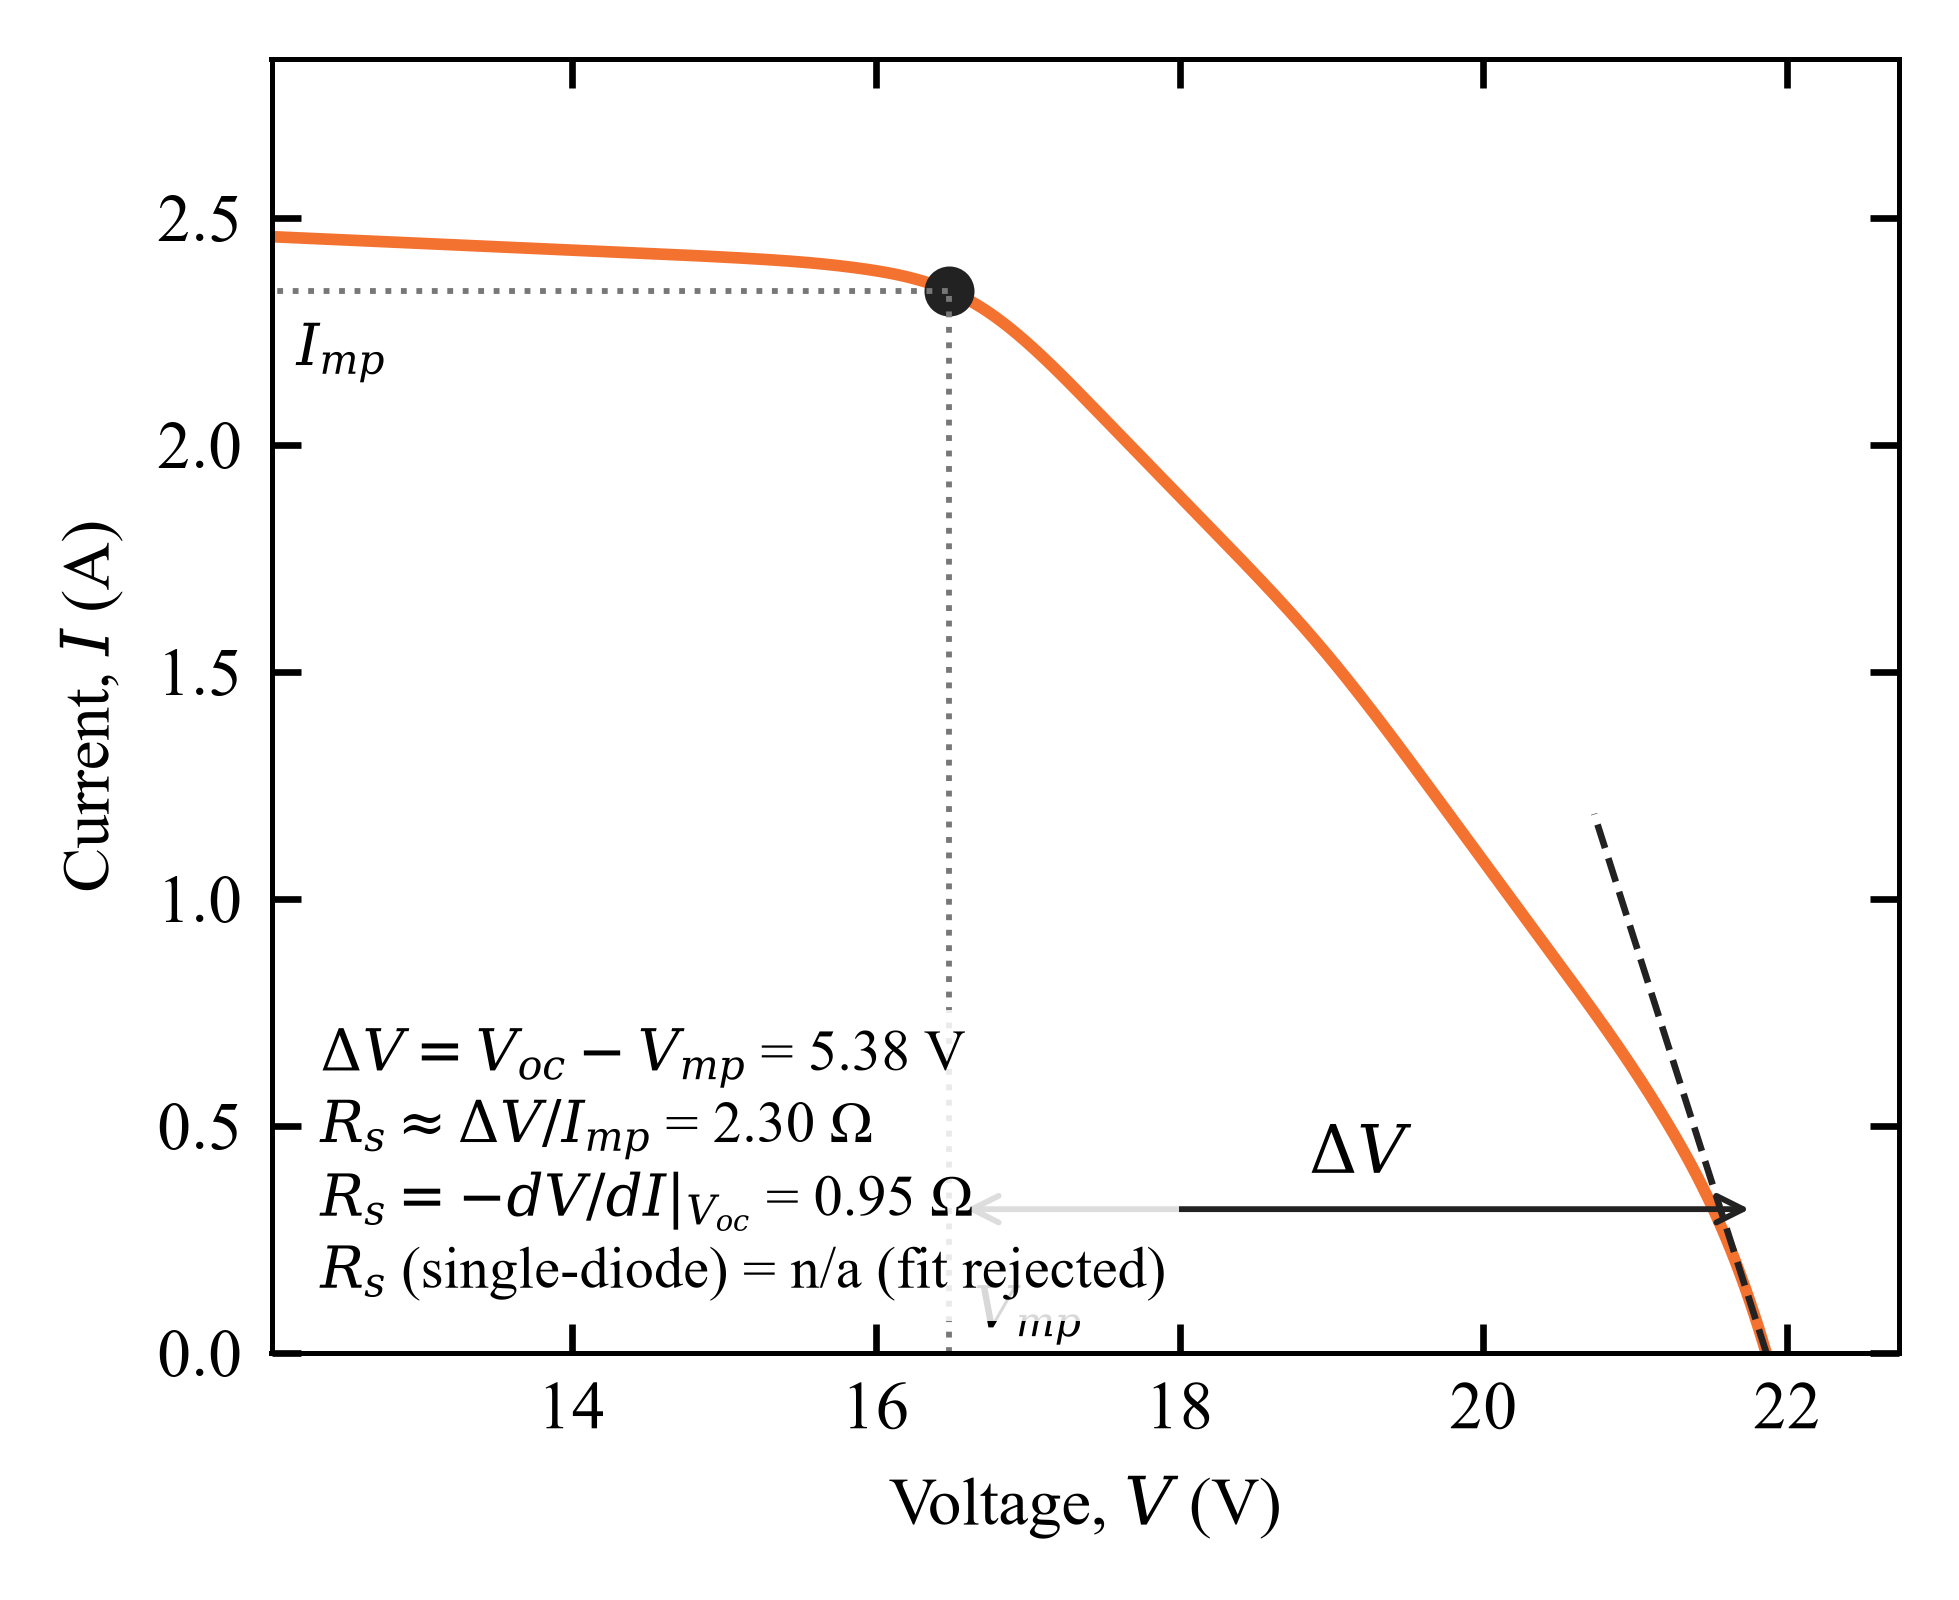 2.5
2.0
1.5
1.0
0.5
0.0
Current, I (A)
I_mp
ΔV = V_oc − V_mp = 5.38 V
R_s ≈ ΔV/I_mp = 2.30 Ω
R_s = −dV/dI|_V_oc = 0.95 Ω
R_s (single-diode) = n/a (fit rejected)
ΔV
V_mp
14 16 18 20 22
Voltage, V (V)